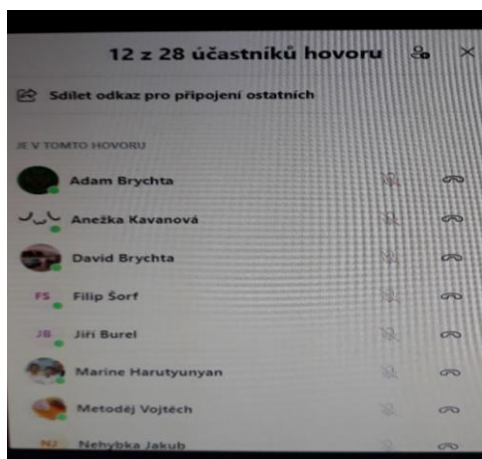 12 z 28 účastníků hovoru
Sdílet odkaz pro připojení ostatních
JE V TOMTO HOVORU
Adam Brychta
Anežka Kavanová
David Brychta
FS Filip Šorf
JB Jiří Burel
Marine Harutyunyan
Metoděj Vojtěch
NJ Nehybka Jakub